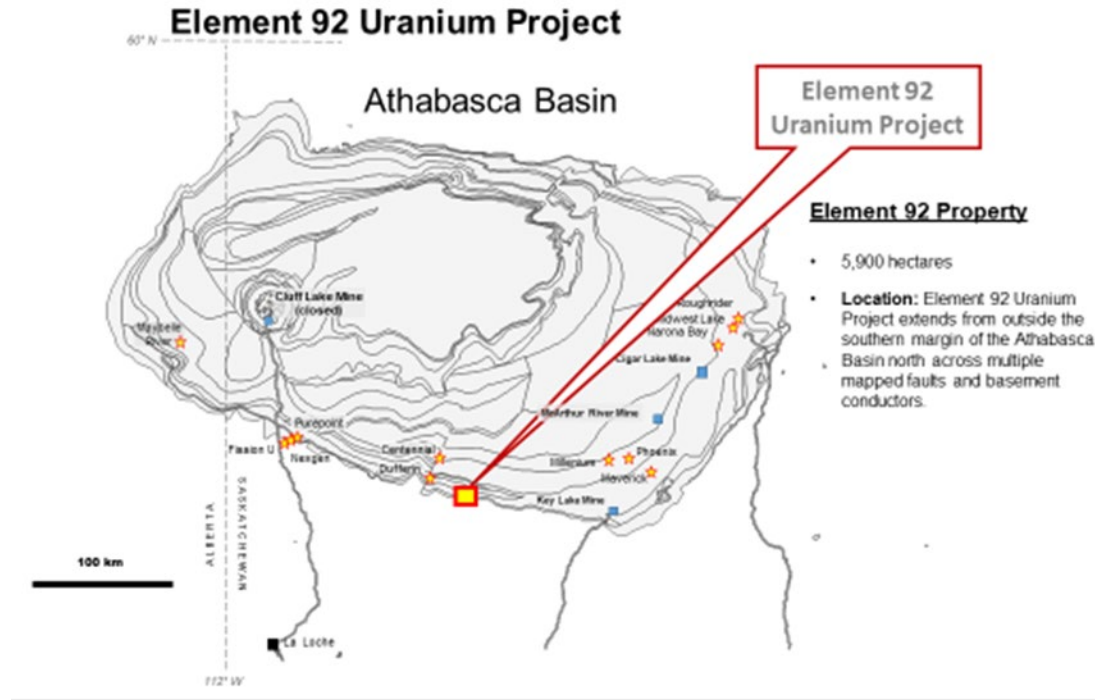 Element 92 Uranium Project
60° N
Athabasca Basin
Element 92
Uranium Project
Element 92 Property
• 5,900 hectares
• Location: Element 92 Uranium
Project extends from outside the
southern margin of the Athabasca
Basin north across multiple
mapped faults and basement
conductors.
Cluff Lake Mine
(closed)
Maybelle
River
Roughrider
Midwest Lake
Narona Bay
Cigar Lake Mine
McArthur River Mine
Purepoint
Fission U
Nexgen
Centennial
Dufferin
Millenium
Phoenix
Maverick
Key Lake Mine
ALBERTA
SASKATCHEWAN
100 km
La Loche
112° W